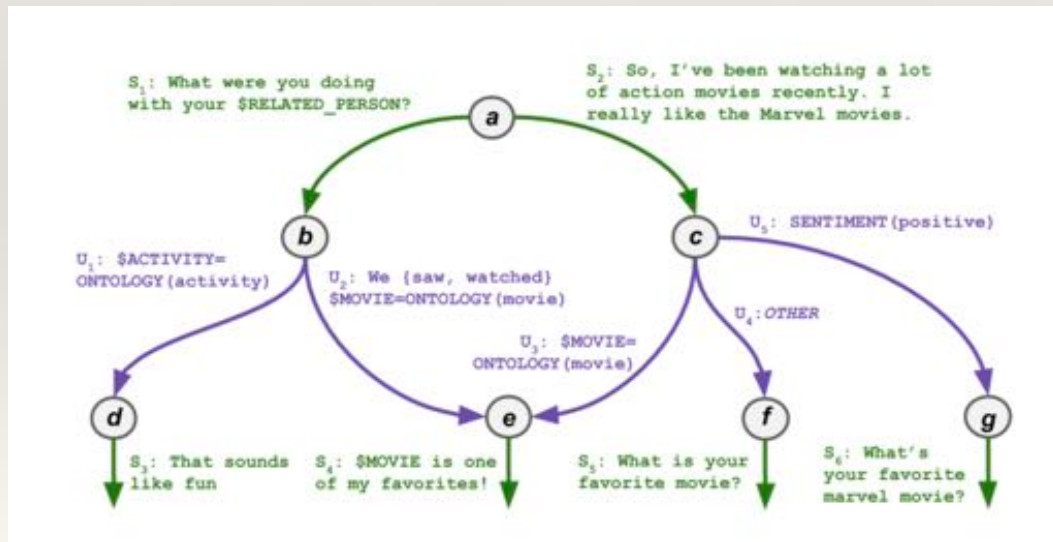 S1: What were you doing
with your $RELATED_PERSON?
S2: So, I've been watching a lot
of action movies recently. I
really like the Marvel movies.
a
b
c
U5: SENTIMENT(positive)
U1: $ACTIVITY=
ONTOLOGY(activity)
U2: We {saw, watched}
$MOVIE=ONTOLOGY(movie)
U3: $MOVIE=
ONTOLOGY(movie)
U4:OTHER
d
e
f
g
S3: That sounds
like fun
S4: $MOVIE is one
of my favorites!
S5: What is your
favorite movie?
S6: What's
your favorite
marvel movie?